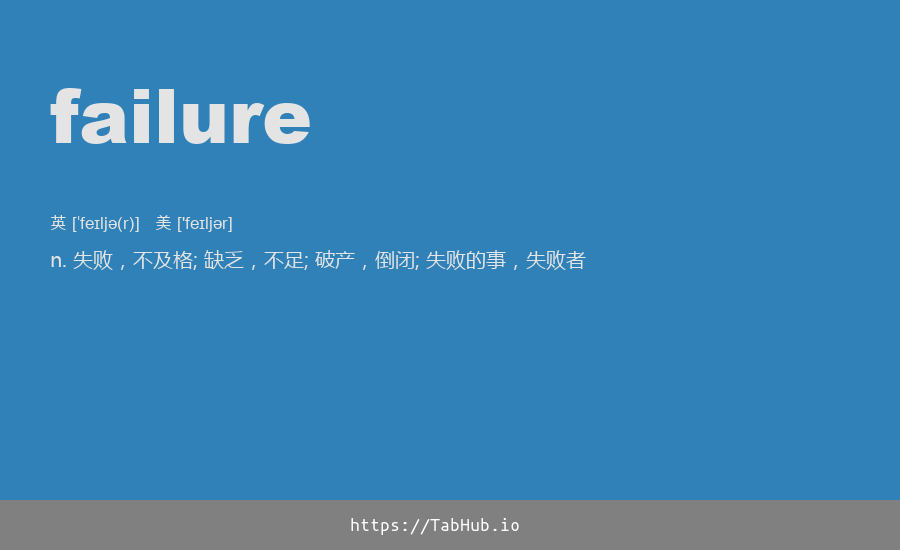 failure
英 [ˈfeɪljə(r)] 美 [ˈfeɪljər]
n. 失败，不及格; 缺乏，不足; 破产，倒闭; 失败的事，失败者
https://TabHub.io